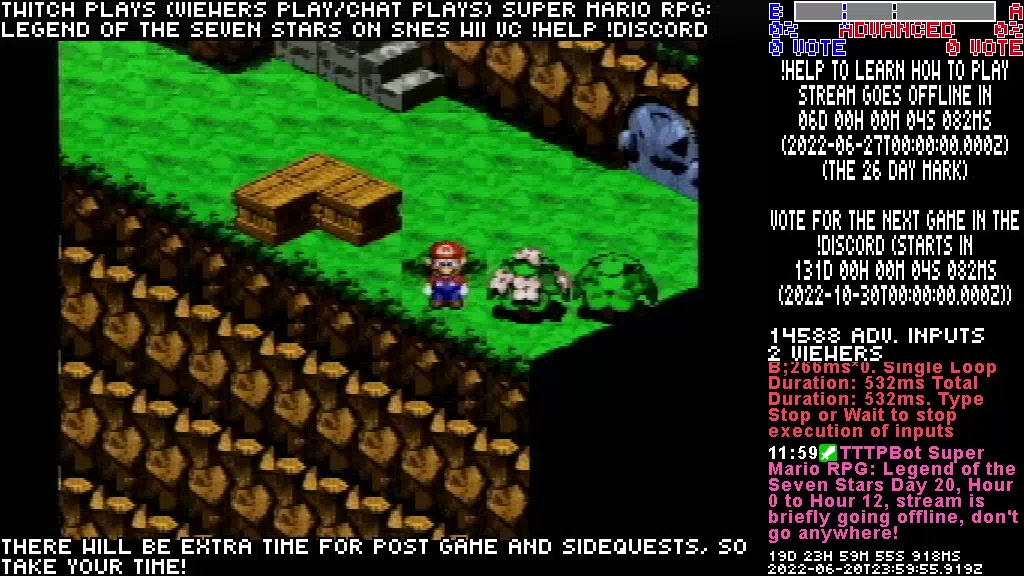 TWITCH PLAYS (VIEWERS PLAY/CHAT PLAYS) SUPER MARIO RPG:
LEGEND OF THE SEVEN STARS ON SNES WII VC !HELP !DISCORD
B A
0% ADVANCED 0%
0 VOTE 0 VOTE
!HELP TO LEARN HOW TO PLAY
STREAM GOES OFFLINE IN
06D 00H 00M 04S 082MS
(2022-06-27T00:00:00.000Z)
(THE 26 DAY MARK)
VOTE FOR THE NEXT GAME IN THE
!DISCORD (STARTS IN
131D 00H 00M 04S 082MS
(2022-10-30T00:00:00.000Z))
14588 ADV. INPUTS
2 VIEWERS
B;266ms*0. Single Loop
Duration: 532ms Total
Duration: 532ms. Type
Stop or Wait to stop
execution of inputs
11:59 TTTPBot Super
Mario RPG: Legend of the
Seven Stars Day 20, Hour
0 to Hour 12, stream is
briefly going offline, don't
go anywhere!
19D 23H 59M 55S 918MS
2022-06-20T23:59:55.919Z
THERE WILL BE EXTRA TIME FOR POST GAME AND SIDEQUESTS, SO
TAKE YOUR TIME!